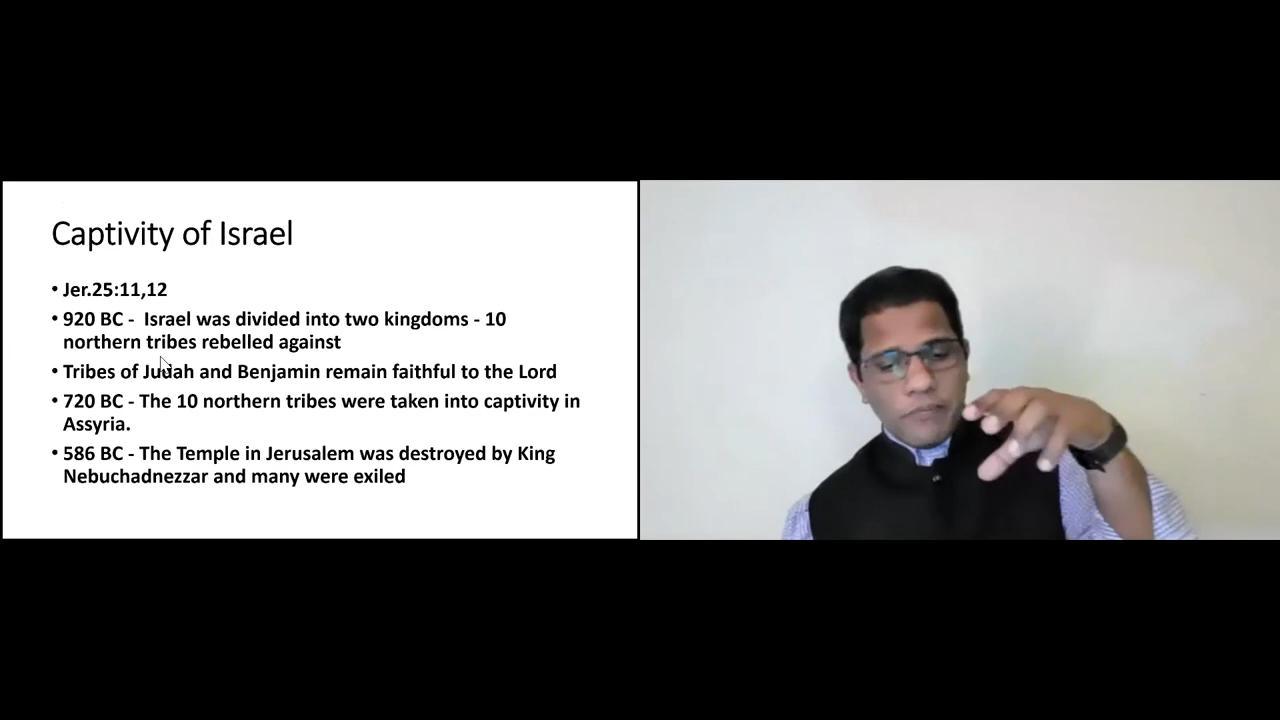 Captivity of Israel
• Jer.25:11,12
• 920 BC - Israel was divided into two kingdoms - 10
northern tribes rebelled against
• Tribes of Judah and Benjamin remain faithful to the Lord
• 720 BC - The 10 northern tribes were taken into captivity in
Assyria.
• 586 BC - The Temple in Jerusalem was destroyed by King
Nebuchadnezzar and many were exiled